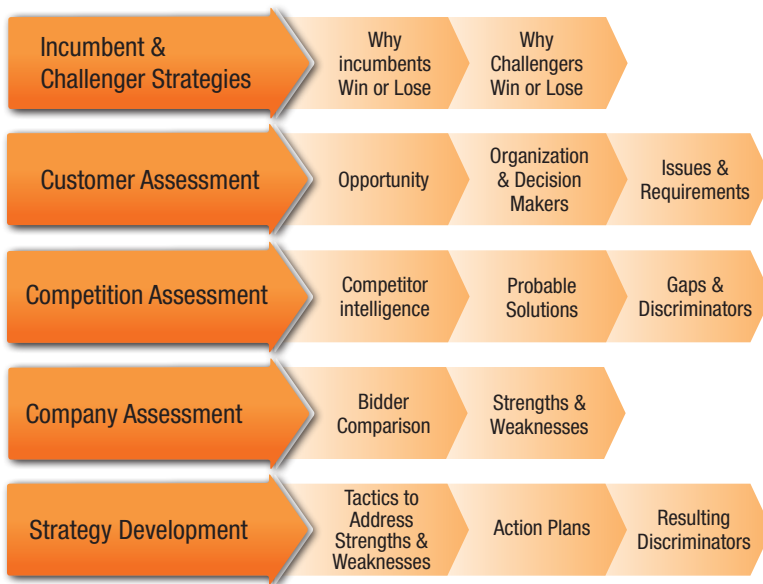 Incumbent &
Challenger Strategies
Why
incumbents
Win or Lose
Why
Challengers
Win or Lose
Customer Assessment
Opportunity
Organization
& Decision
Makers
Issues &
Requirements
Competition Assessment
Competitor
intelligence
Probable
Solutions
Gaps &
Discriminators
Company Assessment
Bidder
Comparison
Strengths &
Weaknesses
Strategy Development
Tactics to
Address
Strengths &
Weaknesses
Action Plans
Resulting
Discriminators